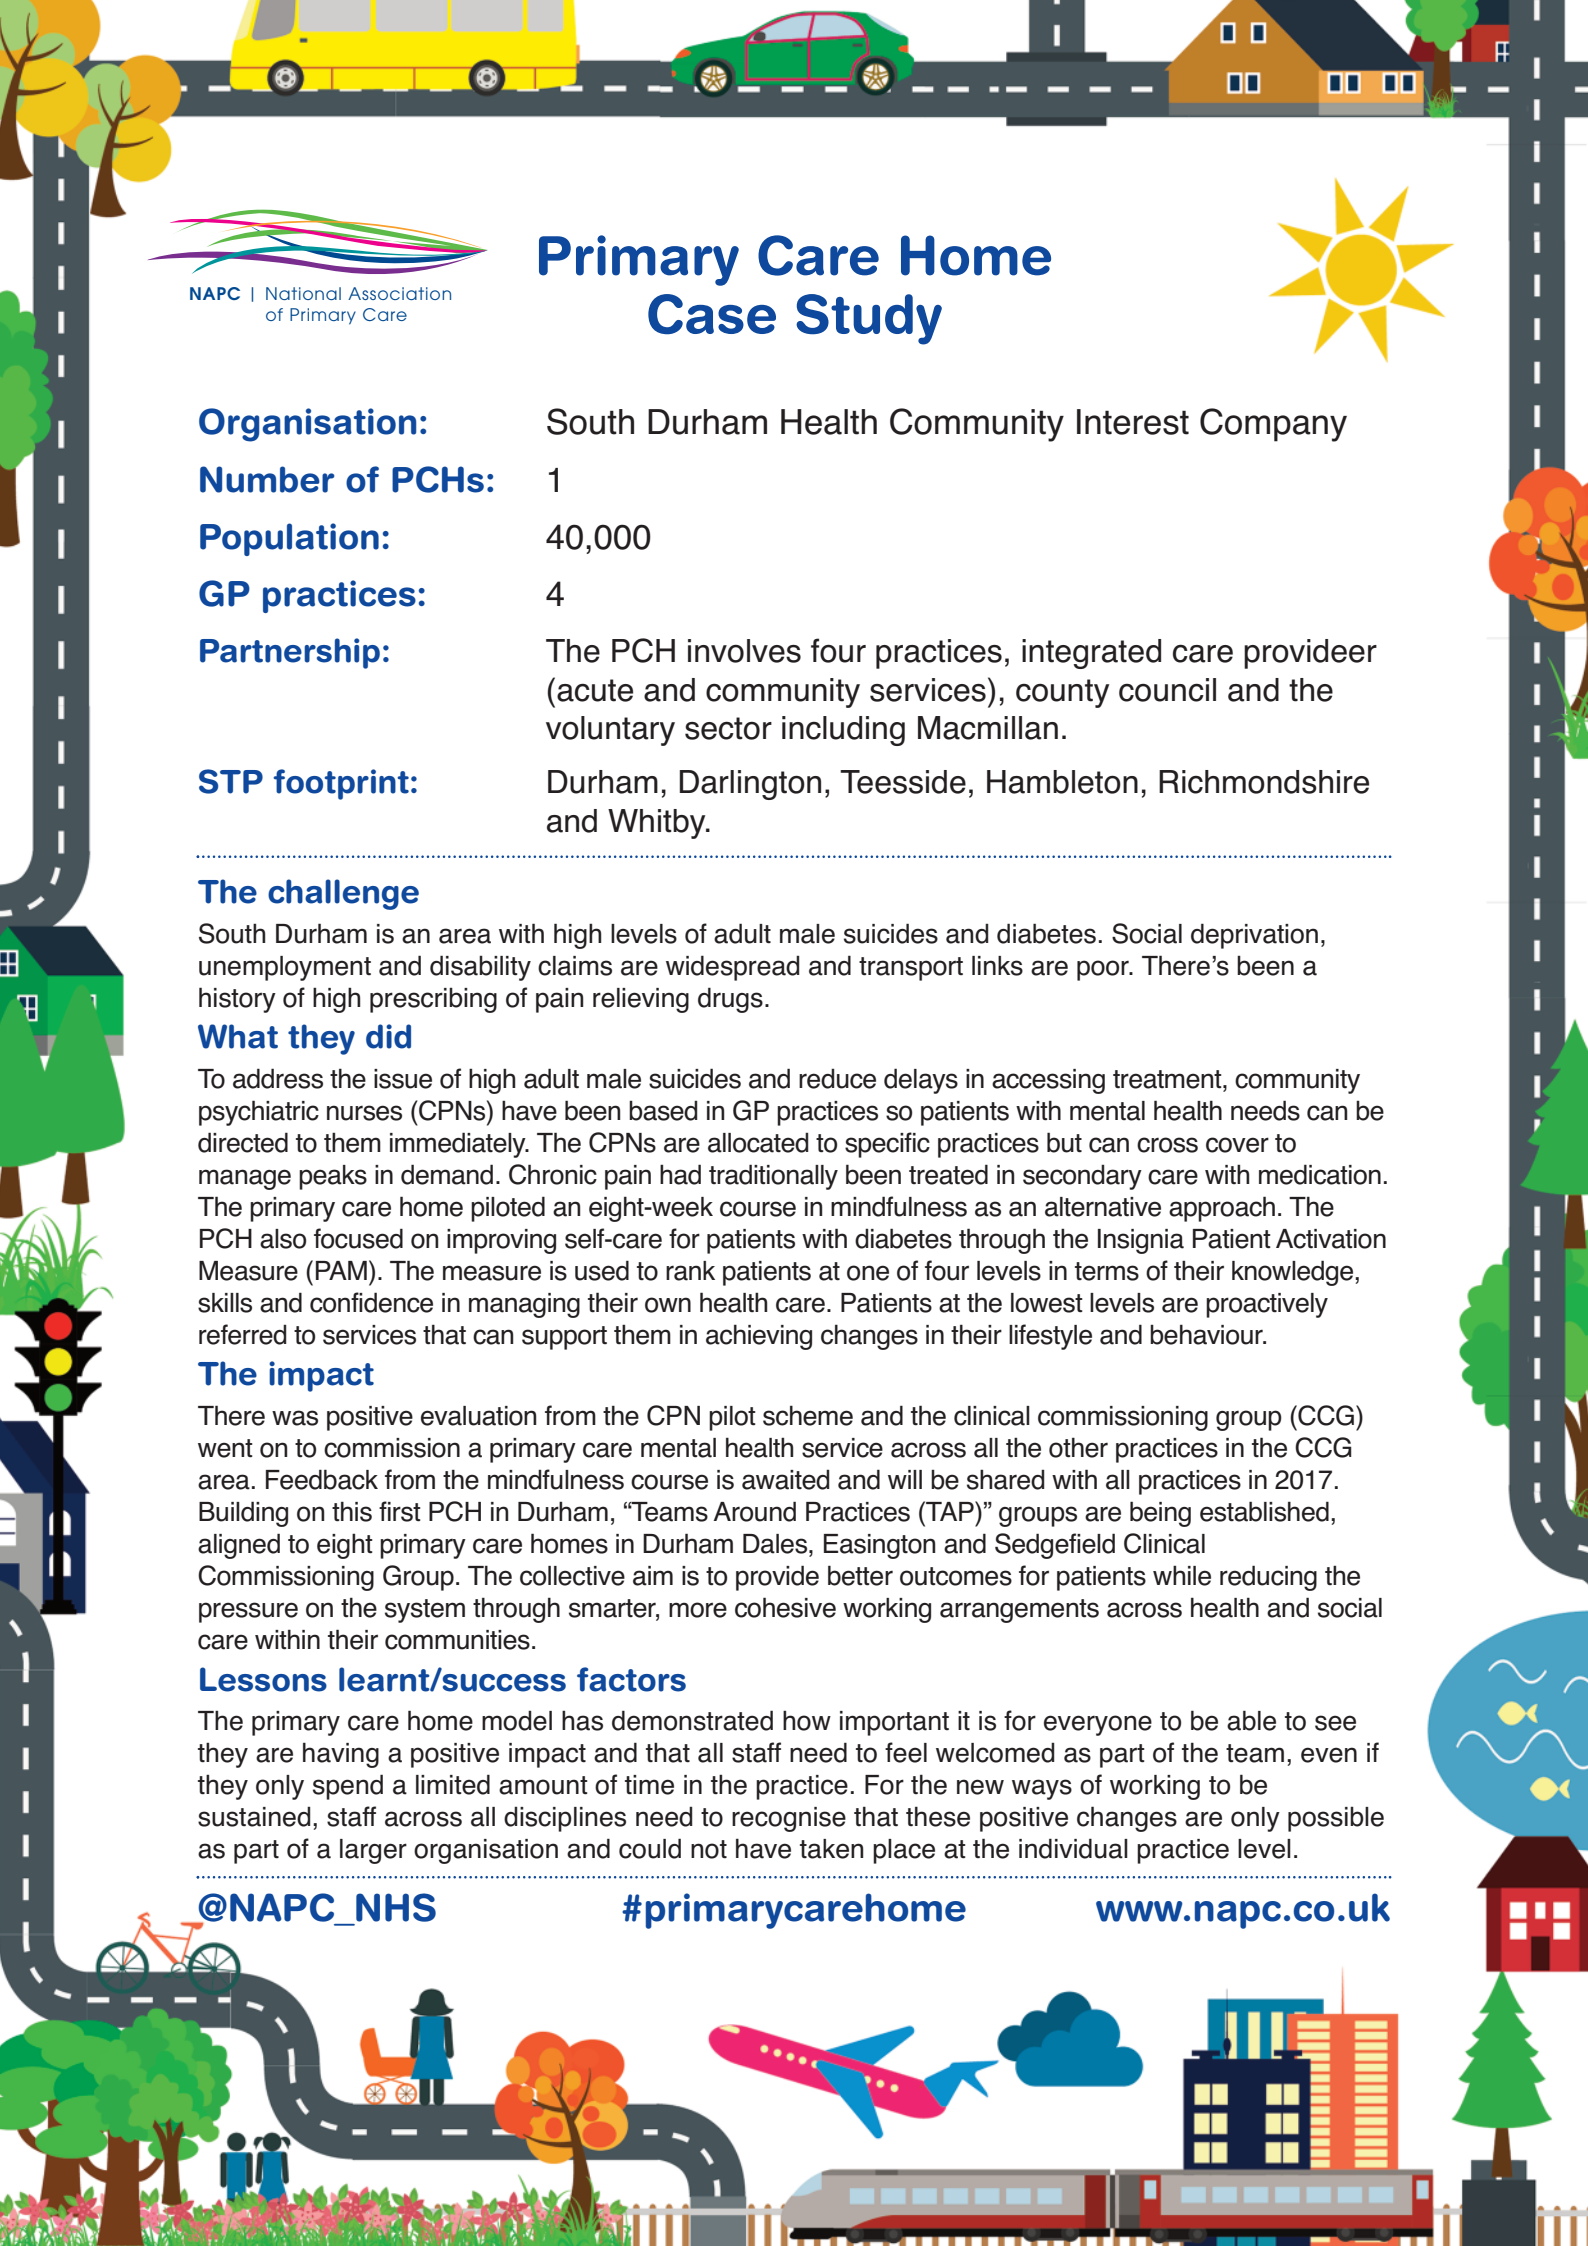 NAPC | National Association
of Primary Care
Primary Care Home
Case Study
Organisation: South Durham Health Community Interest Company
Number of PCHs: 1
Population: 40,000
GP practices: 4
Partnership: The PCH involves four practices, integrated care provideer
(acute and community services), county council and the
voluntary sector including Macmillan.
STP footprint: Durham, Darlington, Teesside, Hambleton, Richmondshire
and Whitby.
The challenge
South Durham is an area with high levels of adult male suicides and diabetes. Social deprivation,
unemployment and disability claims are widespread and transport links are poor. There’s been a
history of high prescribing of pain relieving drugs.
What they did
To address the issue of high adult male suicides and reduce delays in accessing treatment, community
psychiatric nurses (CPNs) have been based in GP practices so patients with mental health needs can be
directed to them immediately. The CPNs are allocated to specific practices but can cross cover to
manage peaks in demand. Chronic pain had traditionally been treated in secondary care with medication.
The primary care home piloted an eight-week course in mindfulness as an alternative approach. The
PCH also focused on improving self-care for patients with diabetes through the Insignia Patient Activation
Measure (PAM). The measure is used to rank patients at one of four levels in terms of their knowledge,
skills and confidence in managing their own health care. Patients at the lowest levels are proactively
referred to services that can support them in achieving changes in their lifestyle and behaviour.
The impact
There was positive evaluation from the CPN pilot scheme and the clinical commissioning group (CCG)
went on to commission a primary care mental health service across all the other practices in the CCG
area. Feedback from the mindfulness course is awaited and will be shared with all practices in 2017.
Building on this first PCH in Durham, “Teams Around Practices (TAP)” groups are being established,
aligned to eight primary care homes in Durham Dales, Easington and Sedgefield Clinical
Commissioning Group. The collective aim is to provide better outcomes for patients while reducing the
pressure on the system through smarter, more cohesive working arrangements across health and social
care within their communities.
Lessons learnt/success factors
The primary care home model has demonstrated how important it is for everyone to be able to see
they are having a positive impact and that all staff need to feel welcomed as part of the team, even if
they only spend a limited amount of time in the practice. For the new ways of working to be
sustained, staff across all disciplines need to recognise that these positive changes are only possible
as part of a larger organisation and could not have taken place at the individual practice level.
@NAPC_NHS #primarycarehome www.napc.co.uk